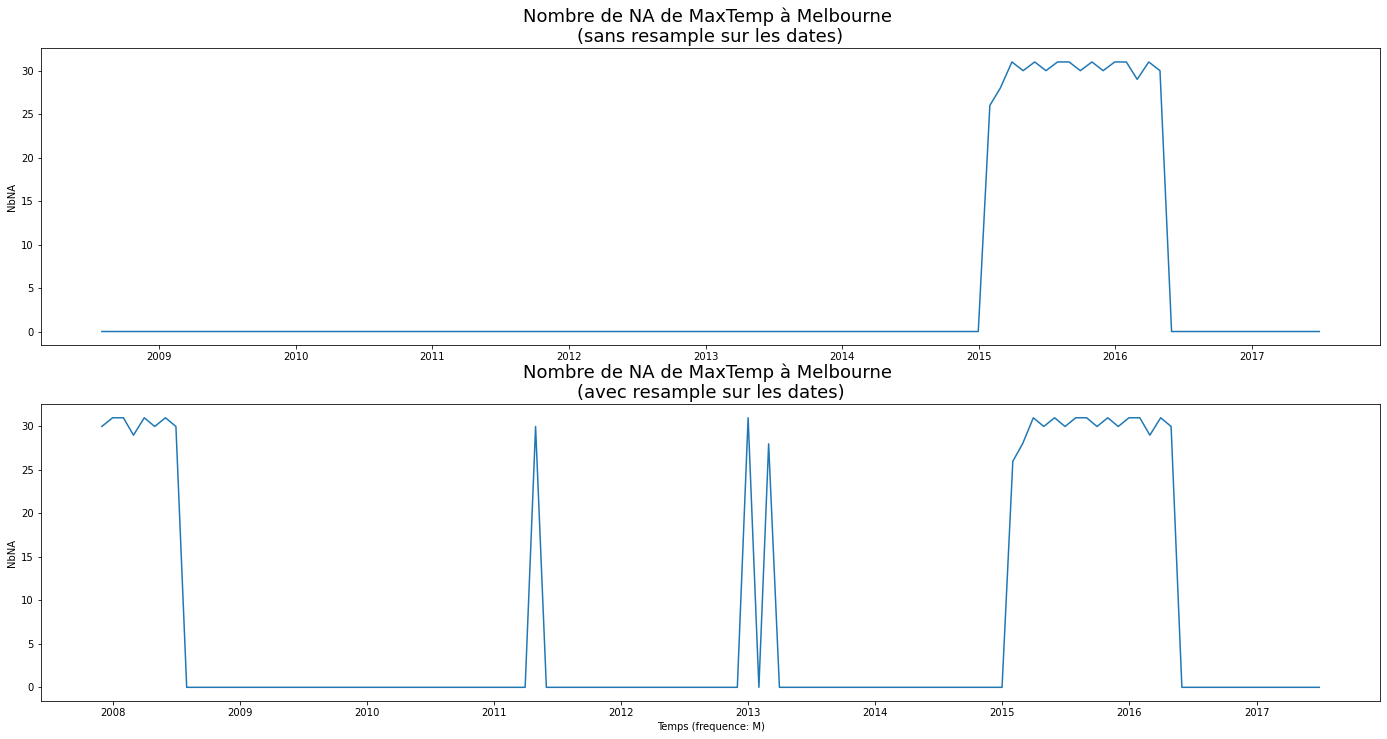 Nombre de NA de MaxTemp à Melbourne
(sans resample sur les dates)
30
25
20
15
10
5
0
NbNA
2009 2010 2011 2012 2013 2014 2015 2016 2017
Nombre de NA de MaxTemp à Melbourne
(avec resample sur les dates)
30
25
20
15
10
5
0
NbNA
2008 2009 2010 2011 2012 2013 2014 2015 2016 2017
Temps (frequence: M)